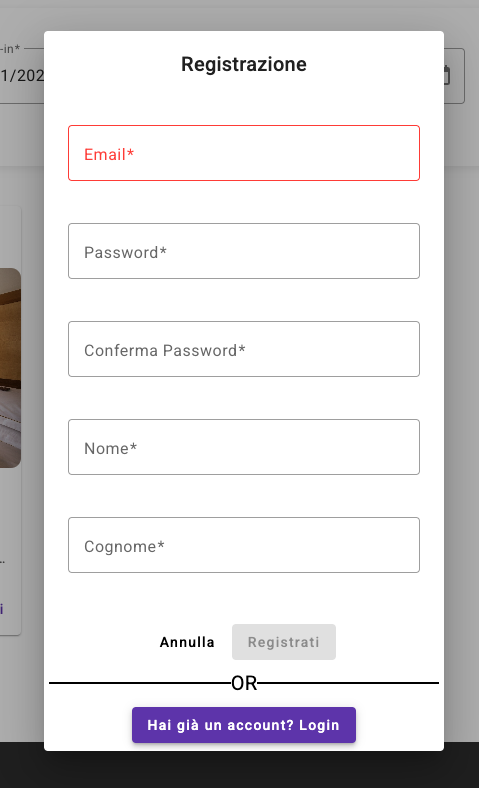 Registrazione
-in*
1/202
Email*
Password*
Conferma Password*
Nome*
Cognome*
..
i
Annulla
Registrati
OR
Hai già un account? Login